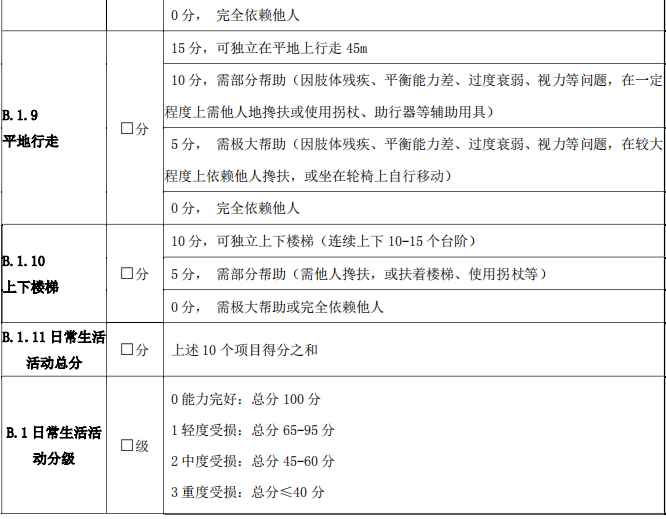 0 分， 完全依赖他人
B.1.9
平地行走
□分
15 分，可独立在平地上行走 45m
10 分，需部分帮助（因肢体残疾、平衡能力差、过度衰弱、视力等问题，在一定
程度上需他人地搀扶或使用拐杖、助行器等辅助用具）
5 分， 需极大帮助（因肢体残疾、平衡能力差、过度衰弱、视力等问题，在较大
程度上依赖他人搀扶，或坐在轮椅上自行移动）
0 分， 完全依赖他人
B.1.10
上下楼梯
□分
10 分，可独立上下楼梯（连续上下 10-15 个台阶）
5 分， 需部分帮助（需他人搀扶，或扶着楼梯、使用拐杖等）
0 分， 需极大帮助或完全依赖他人
B.1.11 日常生活
活动总分
□分
上述 10 个项目得分之和
B.1 日常生活活
动分级
□级
0 能力完好：总分 100 分
1 轻度受损：总分 65-95 分
2 中度受损：总分 45-60 分
3 重度受损：总分≤40 分